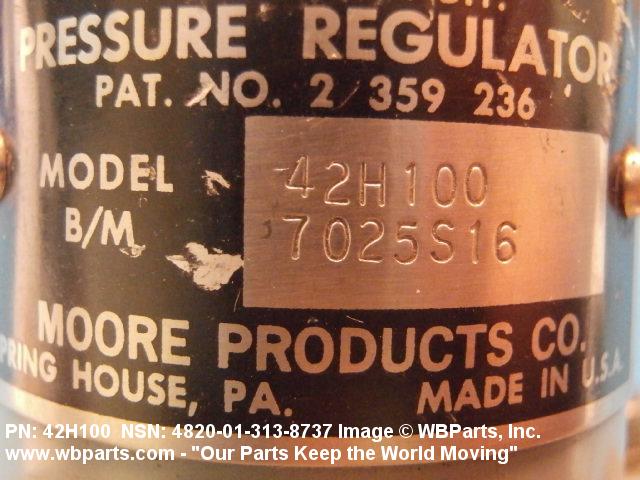 PRESSURE REGULATOR
PAT. NO. 2 359 236
MODEL 42H100
B/M 7025S16
MOORE PRODUCTS CO.
SPRING HOUSE, PA. MADE IN U.S.A.
PN: 42H100 NSN: 4820-01-313-8737 Image © WBParts, Inc.
www.wbparts.com - "Our Parts Keep the World Moving"